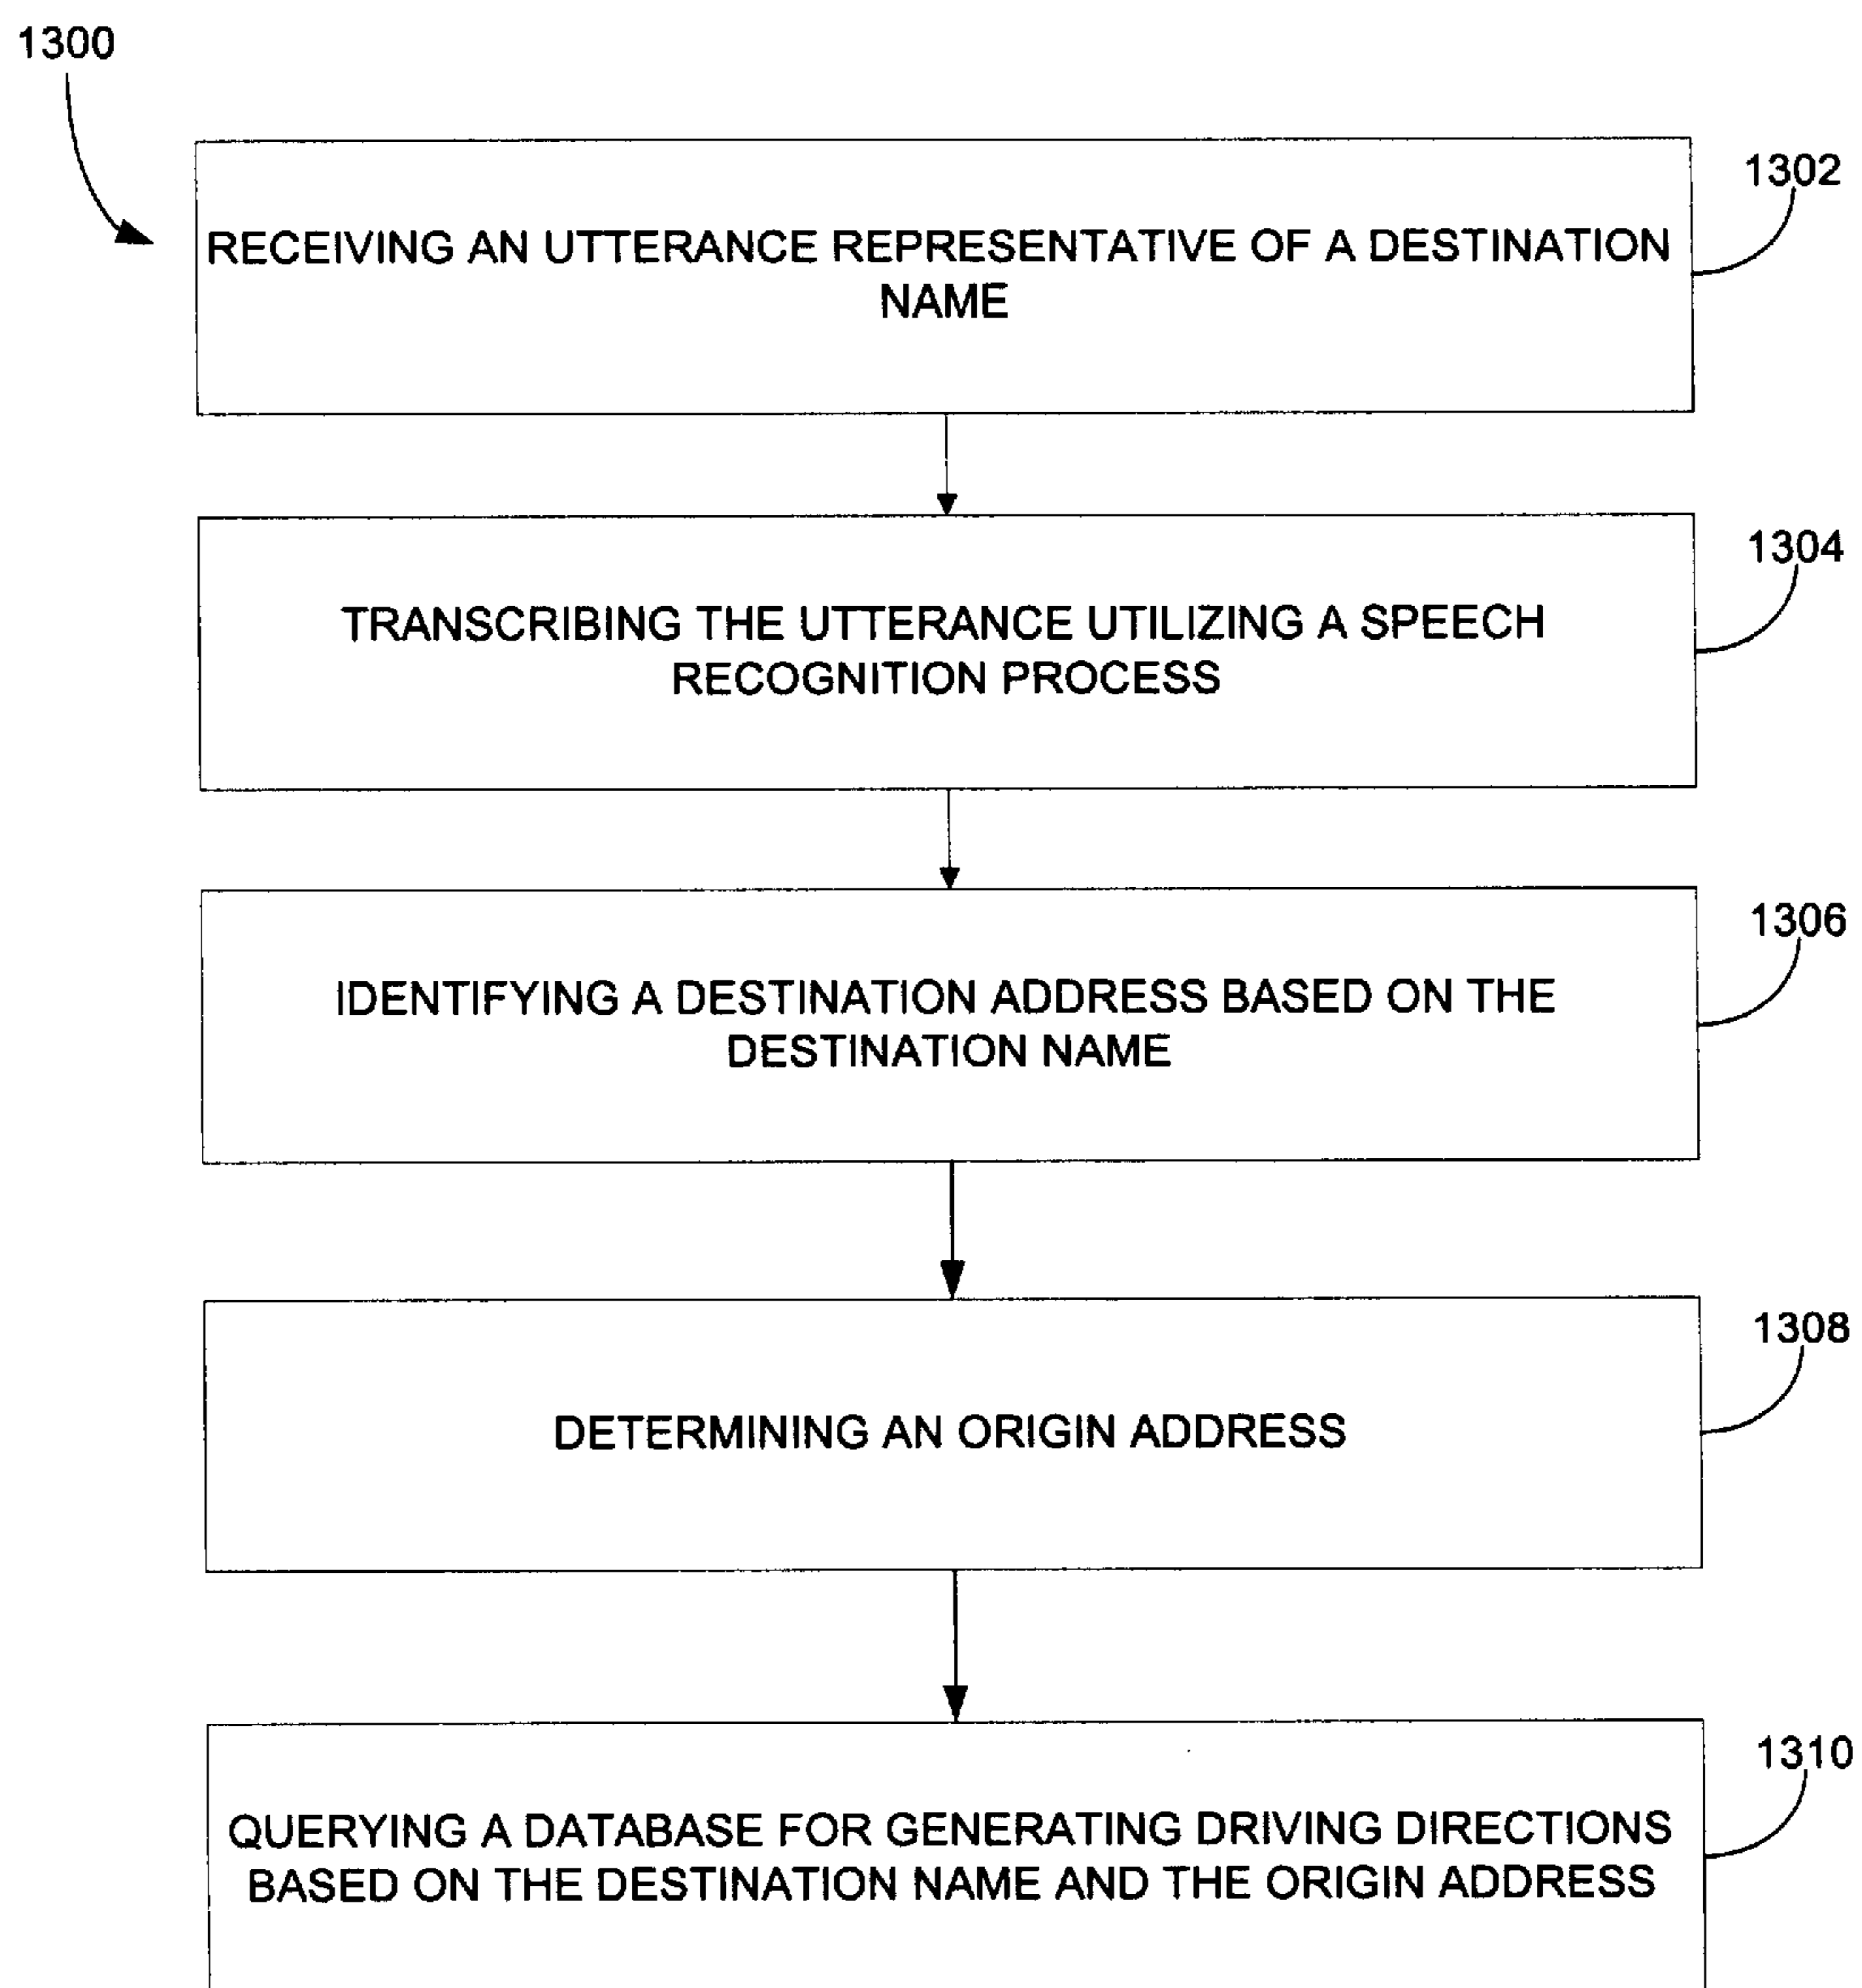 1300
1302
RECEIVING AN UTTERANCE REPRESENTATIVE OF A DESTINATION
NAME
1304
TRANSCRIBING THE UTTERANCE UTILIZING A SPEECH
RECOGNITION PROCESS
1306
IDENTIFYING A DESTINATION ADDRESS BASED ON THE
DESTINATION NAME
1308
DETERMINING AN ORIGIN ADDRESS
1310
QUERYING A DATABASE FOR GENERATING DRIVING DIRECTIONS
BASED ON THE DESTINATION NAME AND THE ORIGIN ADDRESS